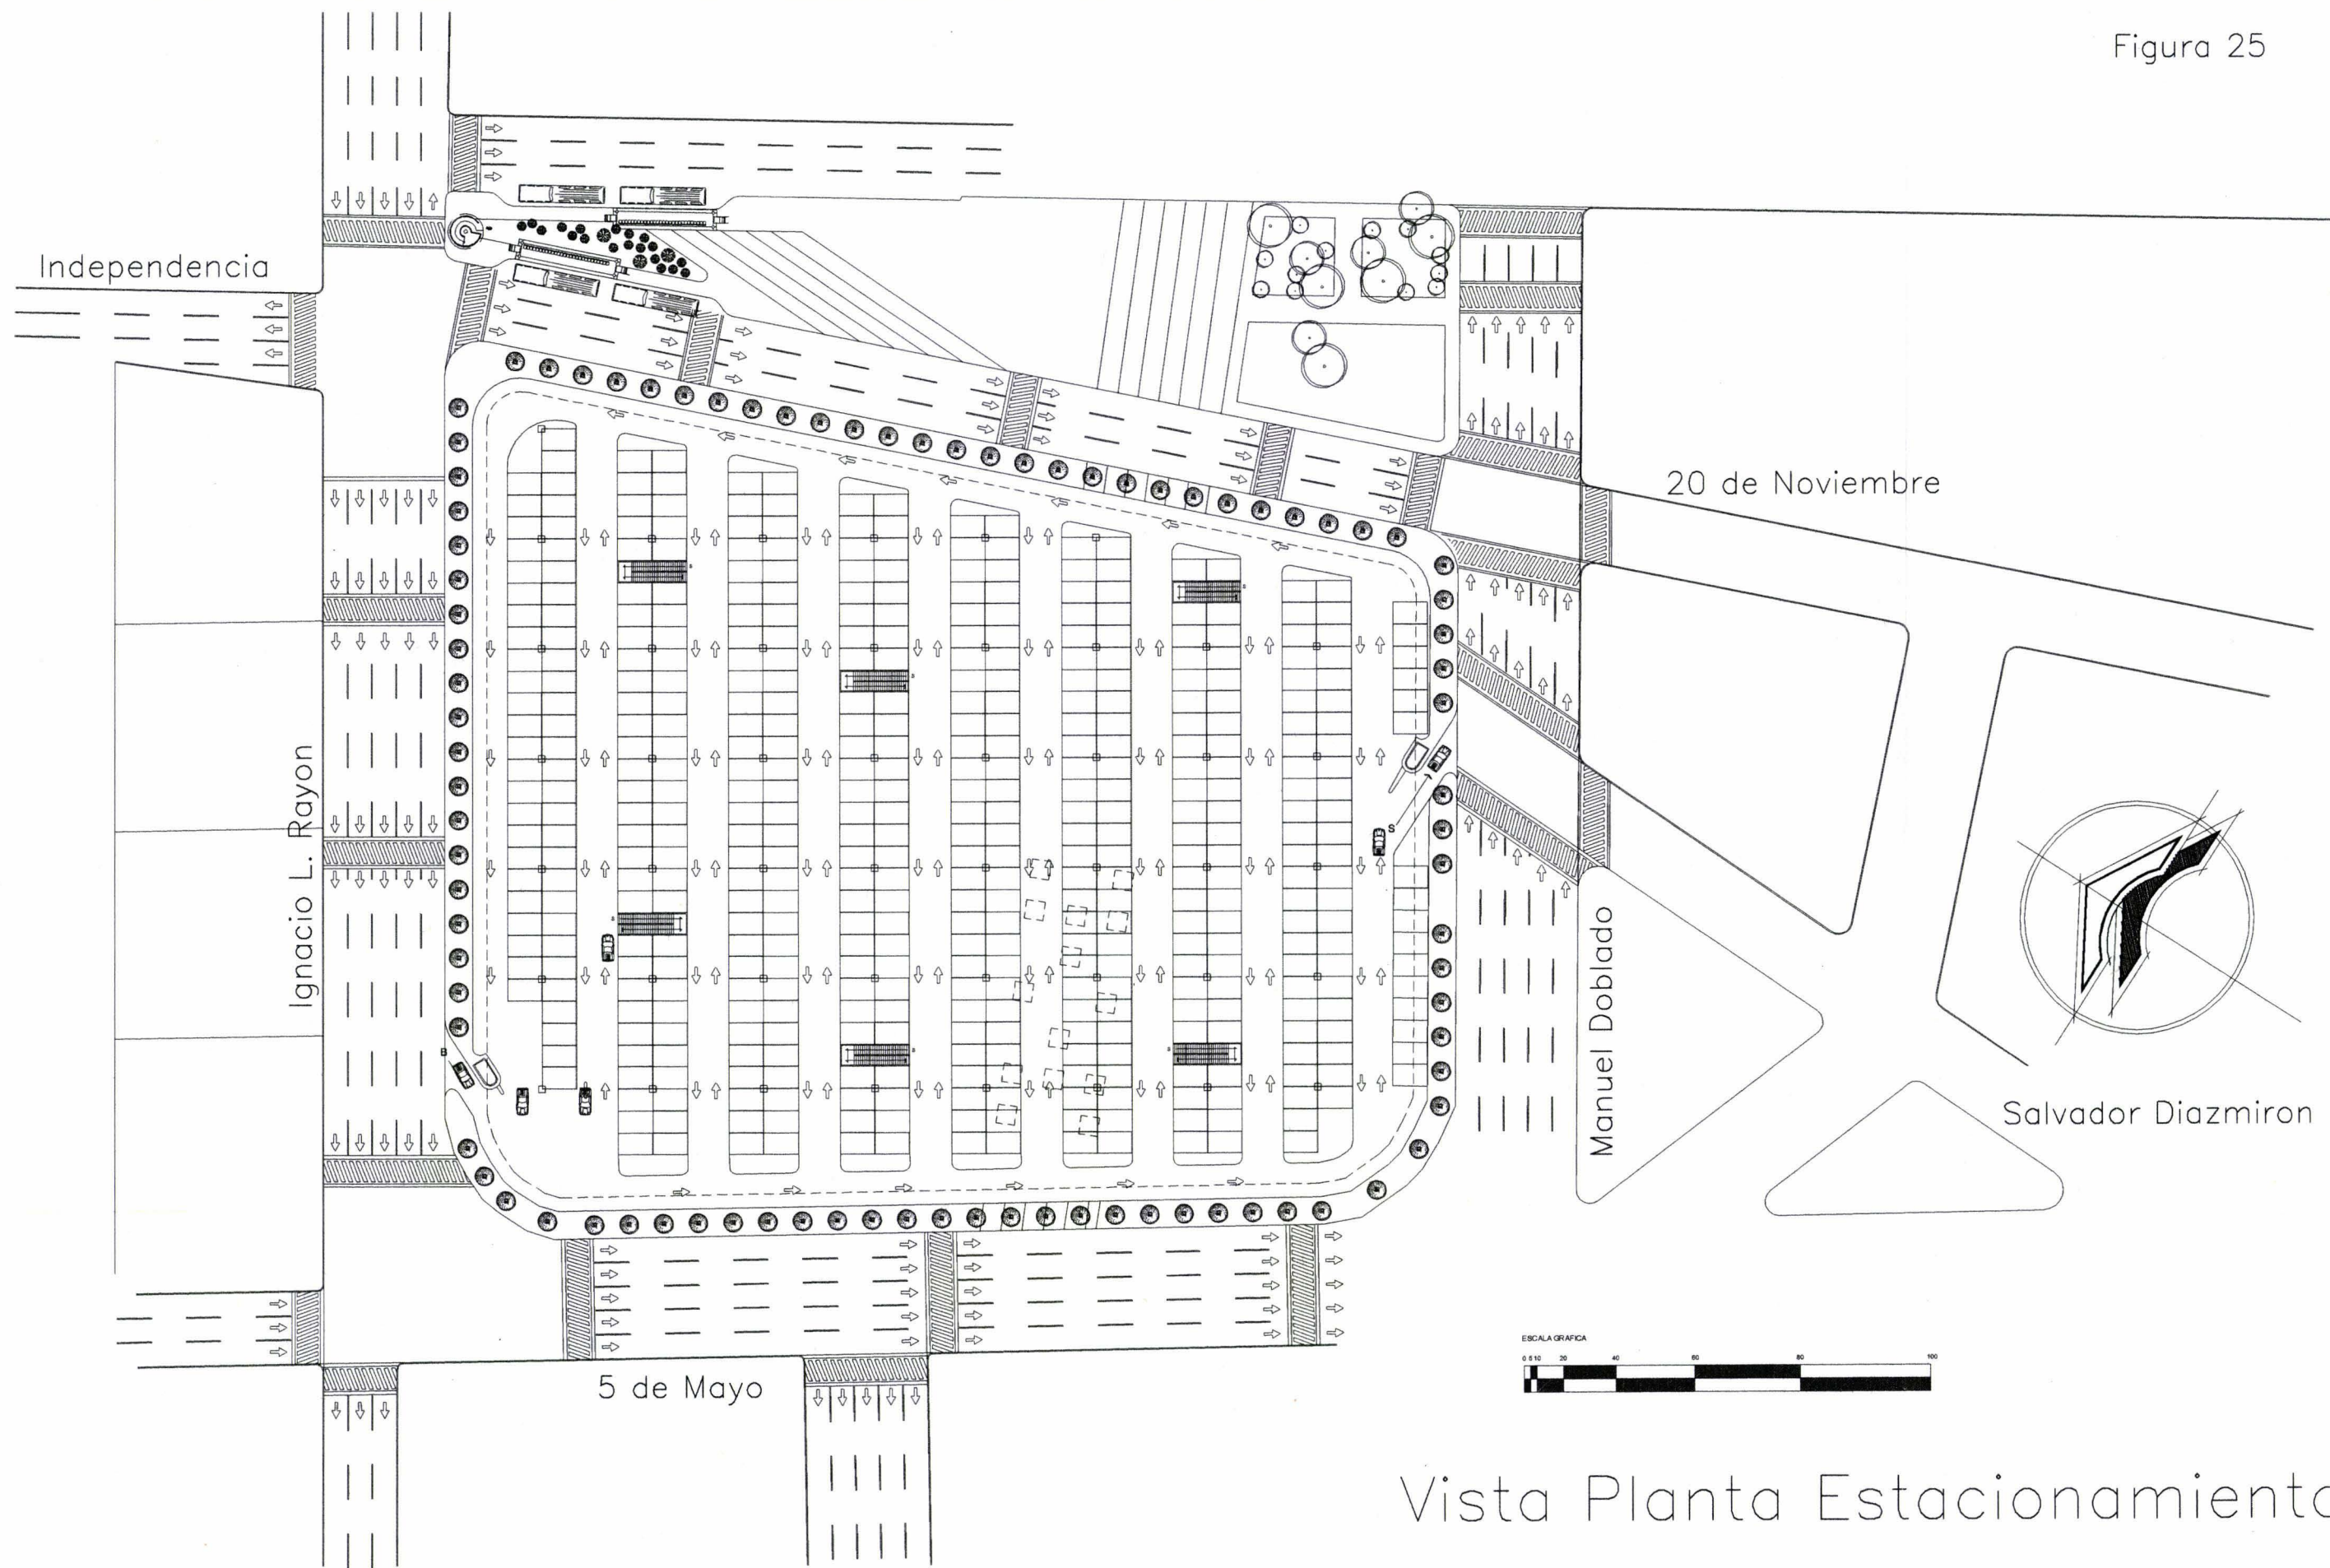 Figura 25
Independencia
20 de Noviembre
Ignacio L. Rayon
S
Manuel Doblado
B
Salvador Diazmiron
ESCALA GRAFICA
0 5 10 20 40 60 80 100
5 de Mayo
Vista Planta Estacionamiento